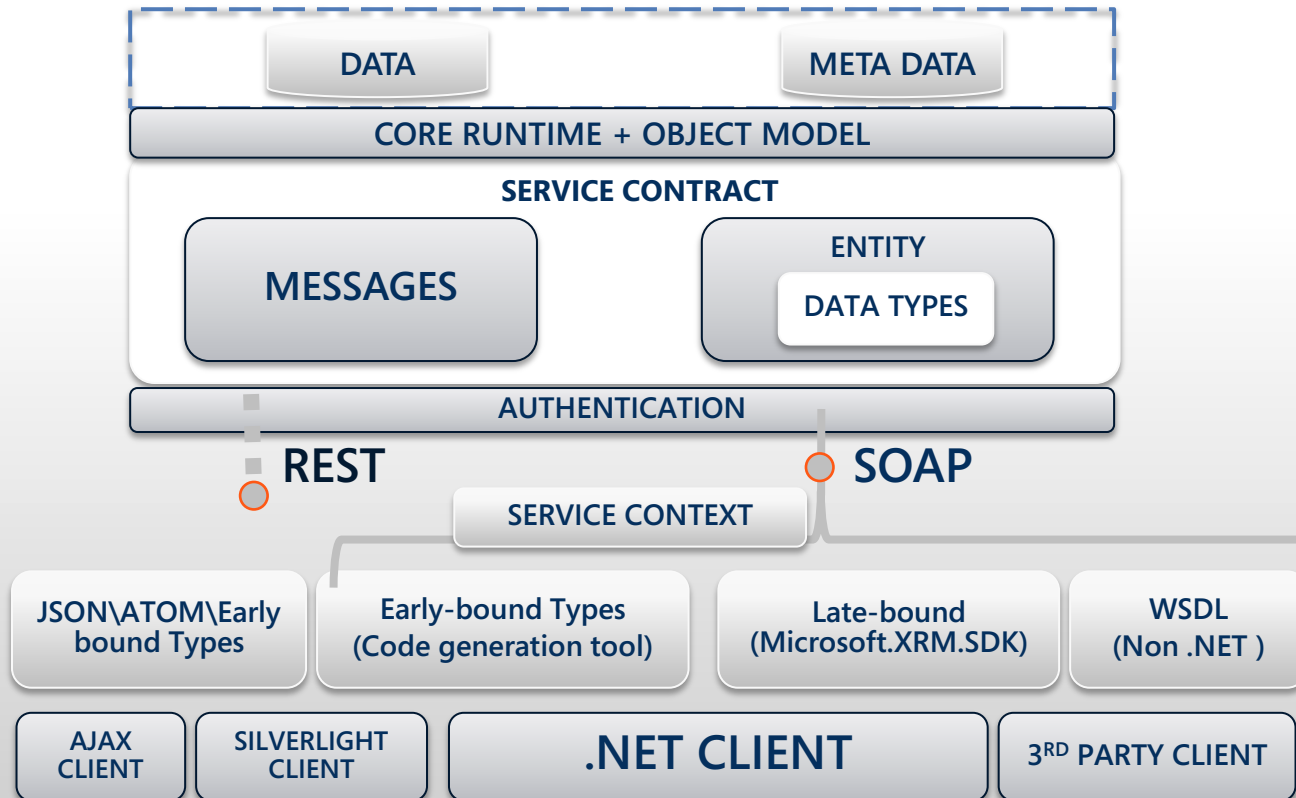 DATA
META DATA
CORE RUNTIME + OBJECT MODEL
SERVICE CONTRACT
MESSAGES
ENTITY
DATA TYPES
AUTHENTICATION
REST
SOAP
SERVICE CONTEXT
JSON\ATOM\Early
bound Types
Early-bound Types
(Code generation tool)
Late-bound
(Microsoft.XRM.SDK)
WSDL
(Non .NET )
AJAX
CLIENT
SILVERLIGHT
CLIENT
.NET CLIENT
3RD PARTY CLIENT